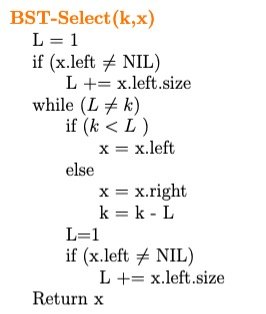 BST-Select(k,x)
L = 1
if (x.left ≠ NIL)
L += x.left.size
while (L ≠ k)
if (k < L )
x = x.left
else
x = x.right
k = k - L
L=1
if (x.left ≠ NIL)
L += x.left.size
Return x